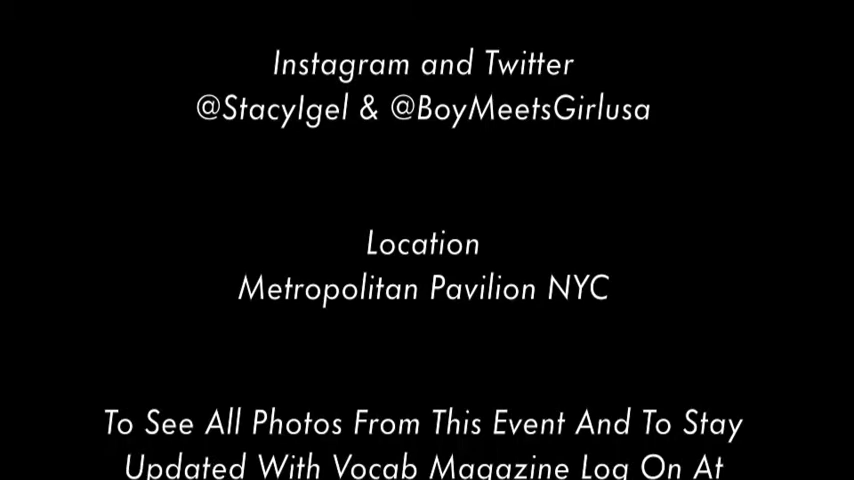 Instagram and Twitter
@StacyIgel & @BoyMeetsGirlusa
Location
Metropolitan Pavilion NYC
To See All Photos From This Event And To Stay
Updated With Vocab Magazine Log On At